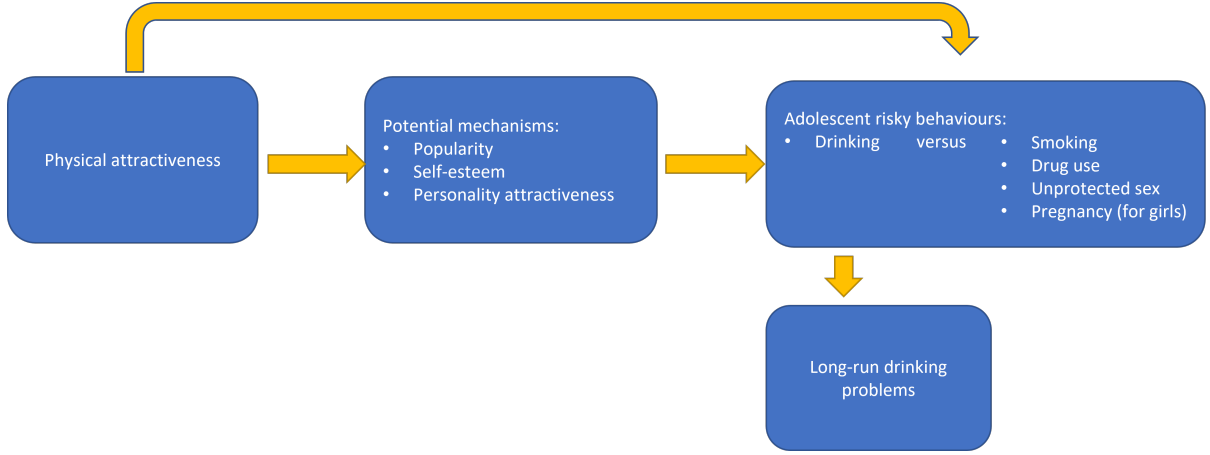 Physical attractiveness
Potential mechanisms:
• Popularity
• Self-esteem
• Personality attractiveness
Adolescent risky behaviours:
• Drinking versus
• Smoking
• Drug use
• Unprotected sex
• Pregnancy (for girls)
Long-run drinking
problems